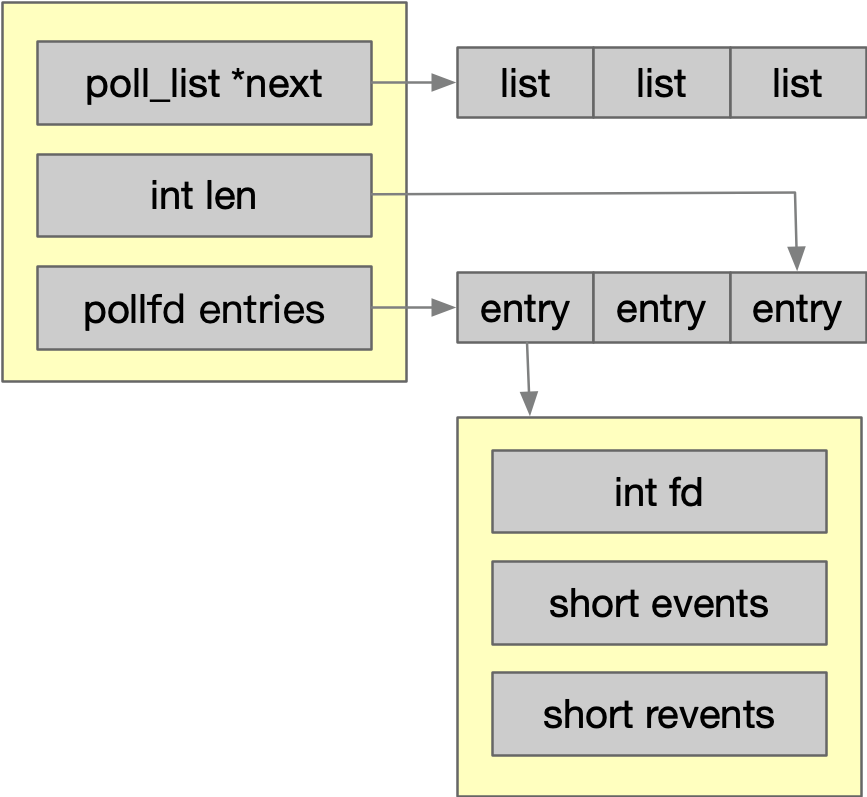 poll_list *next
list
list
list
int len
pollfd entries
entry
entry
entry
int fd
short events
short revents